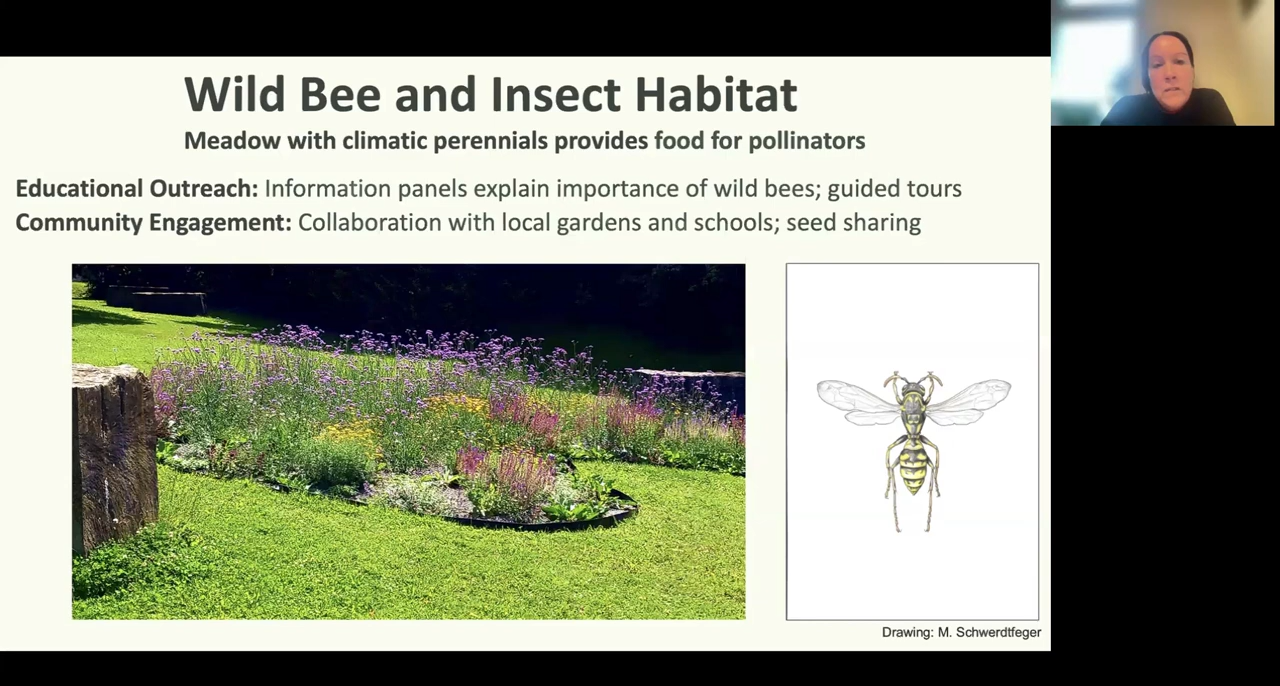 Wild Bee and Insect Habitat
Meadow with climatic perennials provides food for pollinators
Educational Outreach: Information panels explain importance of wild bees; guided tours
Community Engagement: Collaboration with local gardens and schools; seed sharing
Drawing: M. Schwerdtfeger